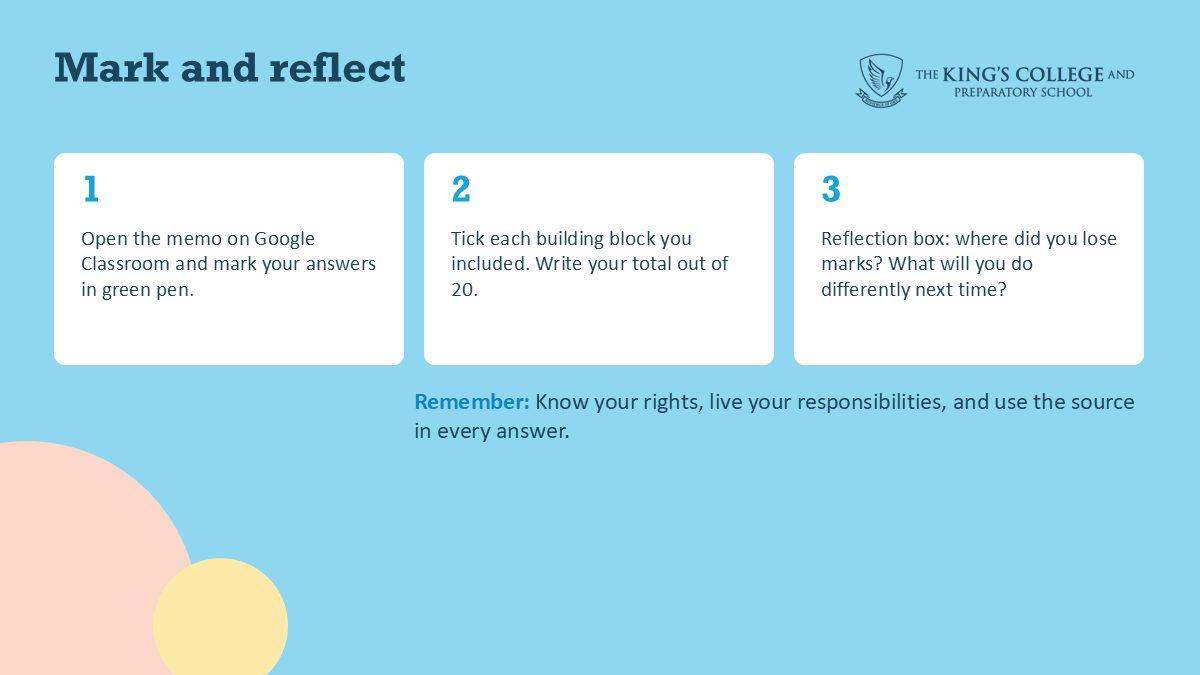 Mark and reflect
THE KING'S COLLEGE AND
PREPARATORY SCHOOL
1
Open the memo on Google
Classroom and mark your answers
in green pen.
2
Tick each building block you
included. Write your total out of
20.
3
Reflection box: where did you lose
marks? What will you do
differently next time?
Remember: Know your rights, live your responsibilities, and use the source
in every answer.